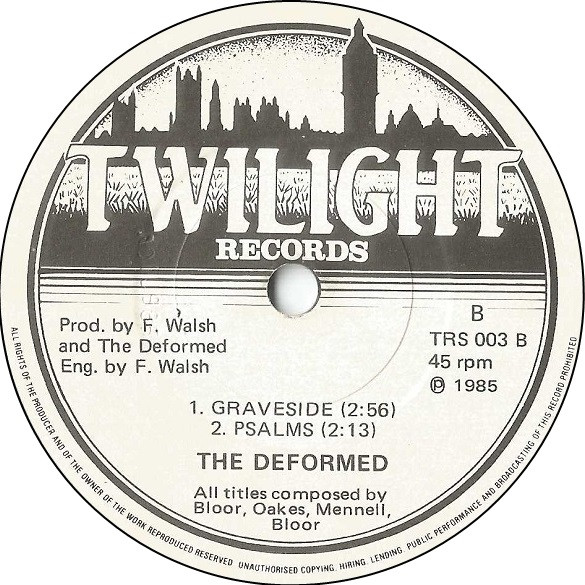 TWILIGHT
RECORDS
Prod. by F. Walsh
and The Deformed
Eng. by F. Walsh
B
TRS 003 B
45 rpm
Ⓟ 1985
1. GRAVESIDE (2:56)
2. PSALMS (2:13)
THE DEFORMED
All titles composed by
Bloor, Oakes, Mennell,
Bloor
ALL RIGHTS OF THE PRODUCER AND OF THE OWNER OF THE WORK REPRODUCED RESERVED UNAUTHORISED COPYING, HIRING, LENDING, PUBLIC PERFORMANCE AND BROADCASTING OF THIS RECORD PROHIBITED